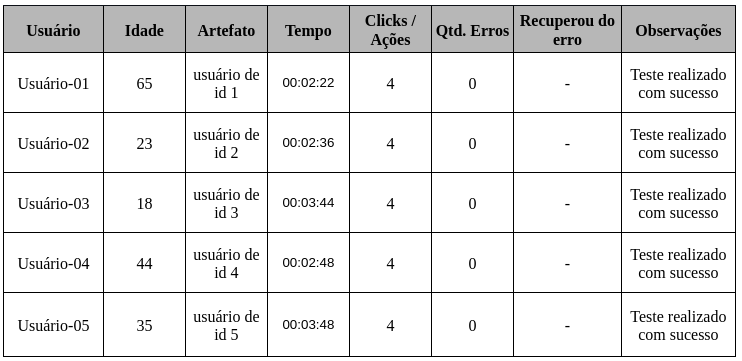 Usuário Idade Artefato Tempo Clicks / Ações Qtd. Erros Recuperou do erro Observações
Usuário-01 65 usuário de id 1 00:02:22 4 0 - Teste realizado com sucesso
Usuário-02 23 usuário de id 2 00:02:36 4 0 - Teste realizado com sucesso
Usuário-03 18 usuário de id 3 00:03:44 4 0 - Teste realizado com sucesso
Usuário-04 44 usuário de id 4 00:02:48 4 0 - Teste realizado com sucesso
Usuário-05 35 usuário de id 5 00:03:48 4 0 - Teste realizado com sucesso